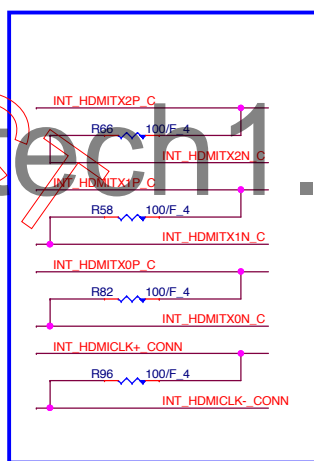 INT_HDMITX2P_C
R66 100/F_4
INT_HDMITX2N_C
INT_HDMITX1P_C
R58 100/F_4
INT_HDMITX1N_C
INT_HDMITX0P_C
R82 100/F_4
INT_HDMITX0N_C
INT_HDMICLK+_CONN
R96 100/F_4
INT_HDMICLK-_CONN
tech1.